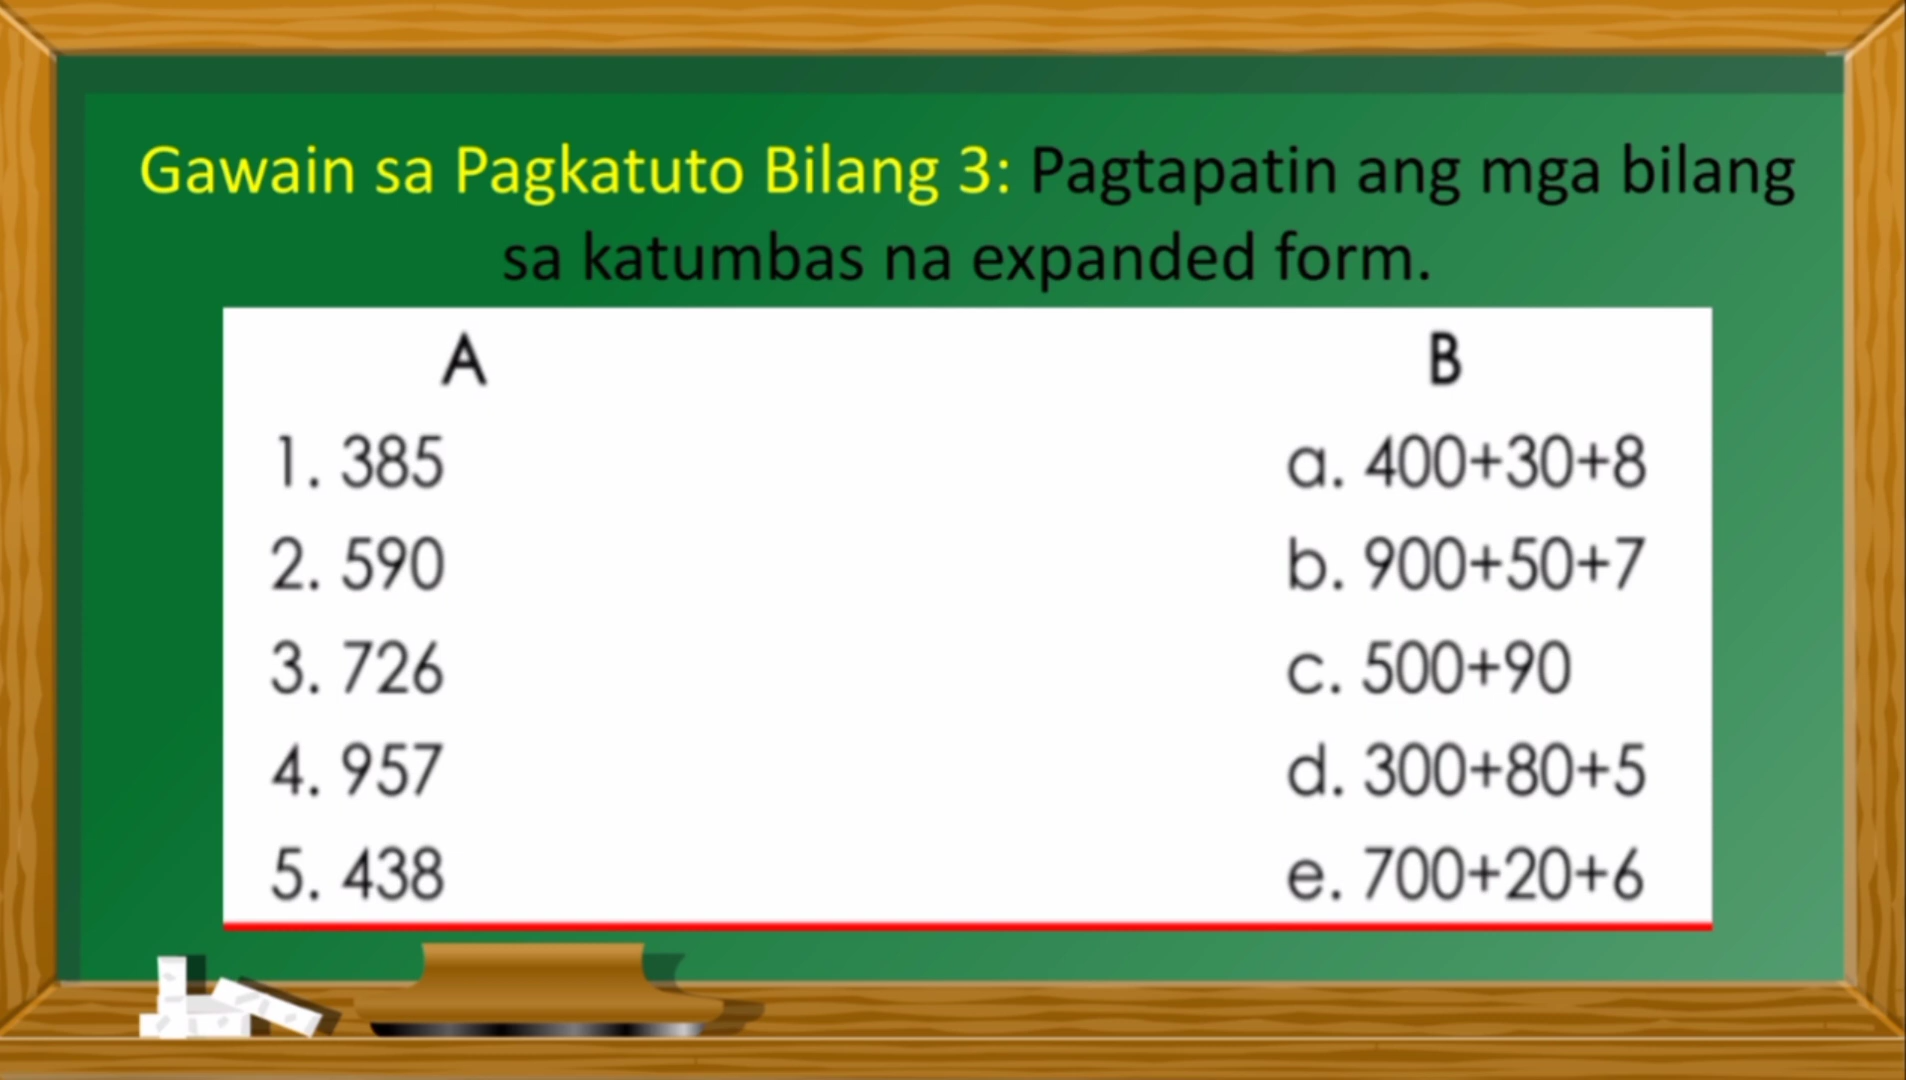 Gawain sa Pagkatuto Bilang 3: Pagtapatin ang mga bilang
sa katumbas na expanded form.
A B
1. 385 a. 400+30+8
2. 590 b. 900+50+7
3. 726 c. 500+90
4. 957 d. 300+80+5
5. 438 e. 700+20+6